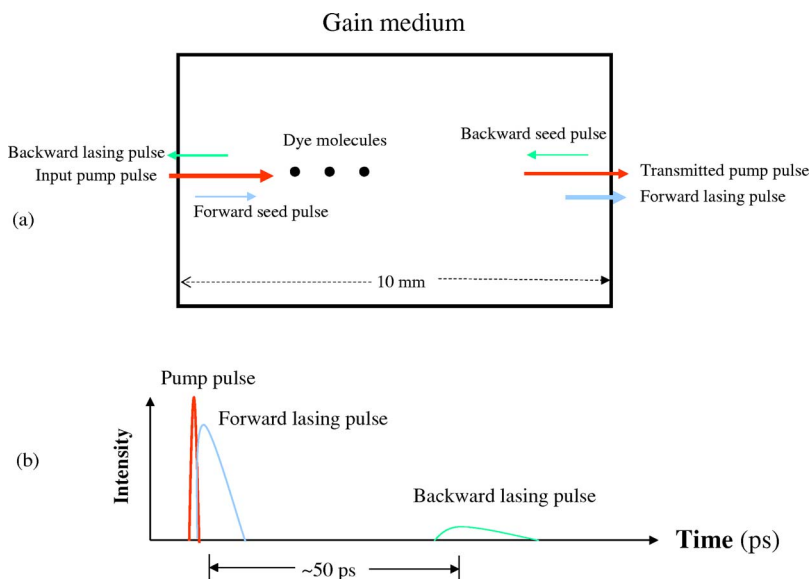 Gain medium
Dye molecules
Backward seed pulse
Backward lasing pulse
Input pump pulse
Transmitted pump pulse
Forward lasing pulse
Forward seed pulse
(a)
10 mm
Pump pulse
Forward lasing pulse
(b)
Intensity
Backward lasing pulse
Time (ps)
~50 ps